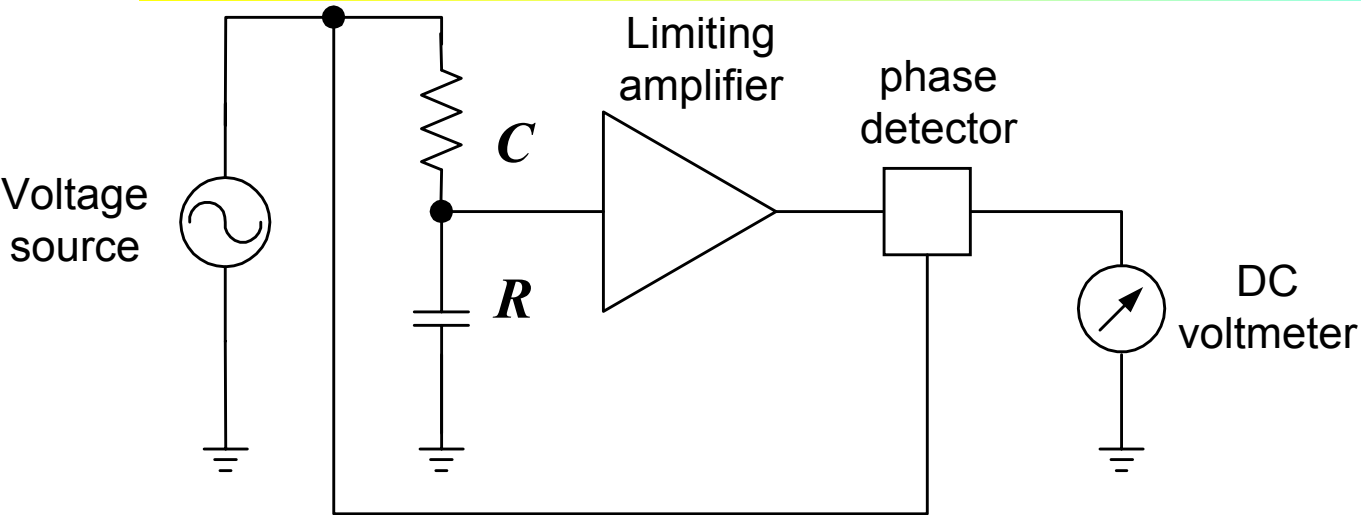 Limiting
amplifier
phase
detector
C
Voltage
source
R
DC
voltmeter